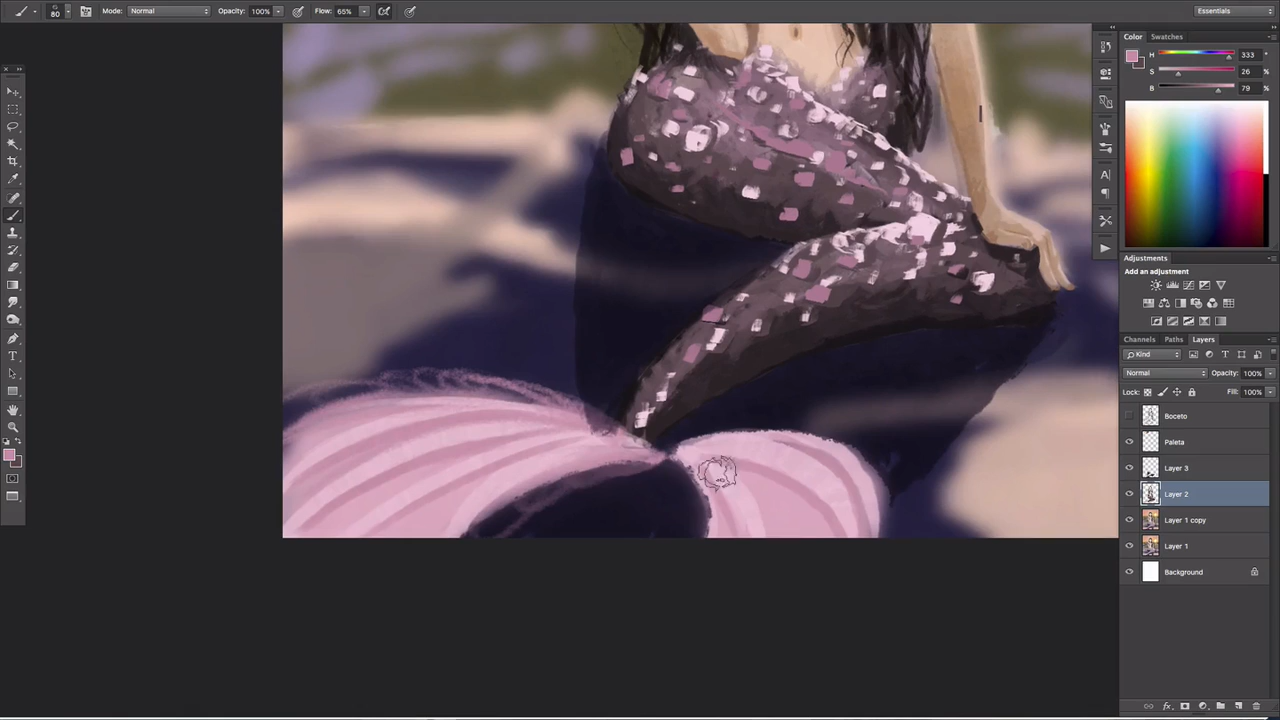 80 Mode: Normal Opacity: 100% Flow: 65% Essentials
Color Swatches
H 333 °
S 26 %
B 79 %
Adjustments
Add an adjustment
Channels Paths Layers
Kind
Normal Opacity: 100%
Lock: Fill: 100%
Boceto
Paleta
Layer 3
Layer 2
Layer 1 copy
Layer 1
Background